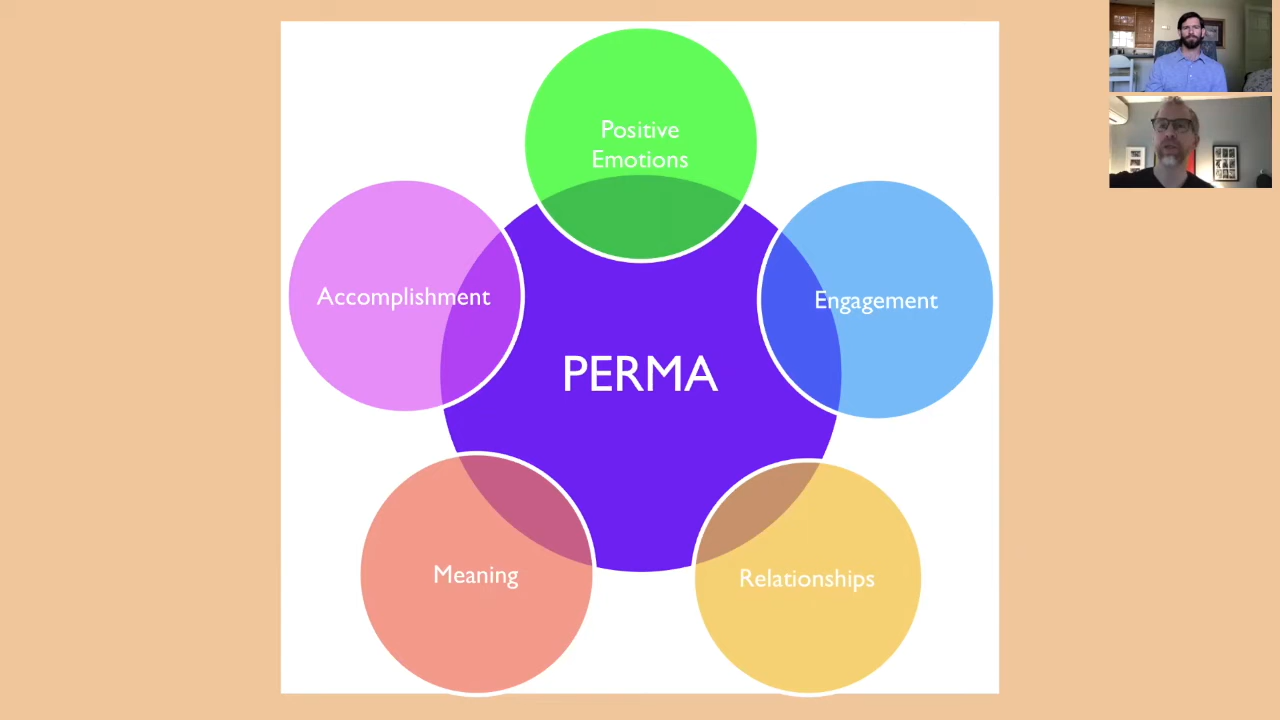 Positive
Emotions
Accomplishment
Engagement
PERMA
Meaning
Relationships